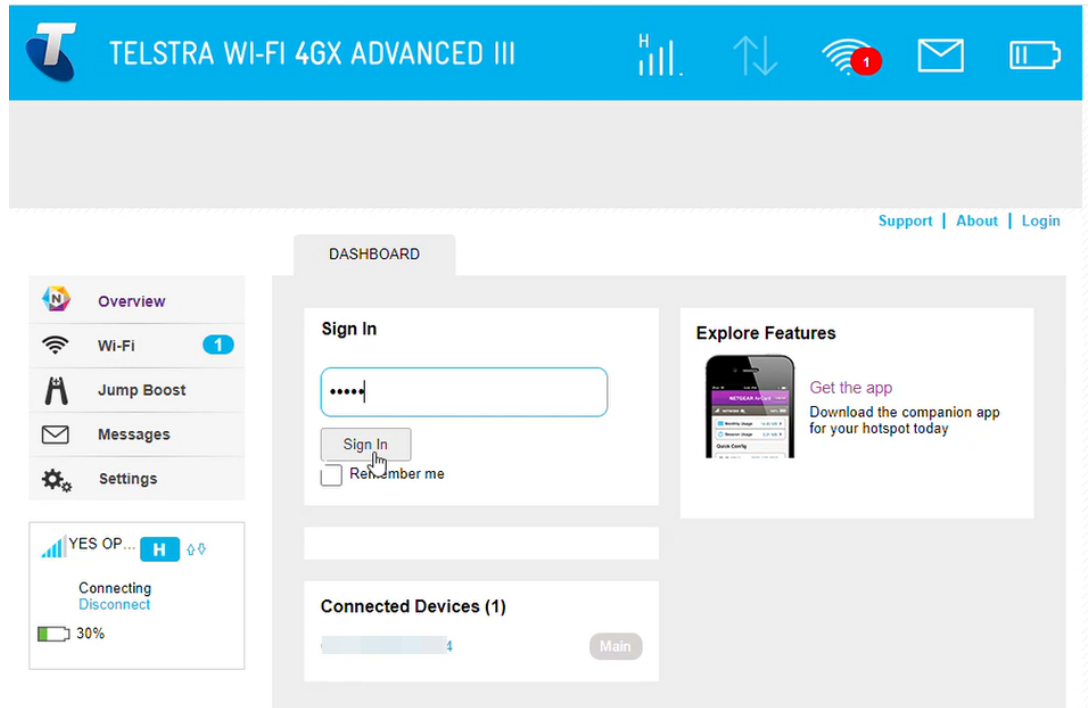 TELSTRA WI-FI 4GX ADVANCED III
H
1
Support | About | Login
DASHBOARD
Overview
Wi-Fi 1
Jump Boost
Messages
Settings
Sign In
•••••
Sign In
Remember me
Explore Features
Get the app
Download the companion app
for your hotspot today
YES OP... H
Connecting
Disconnect
30%
Connected Devices (1)
4
Main